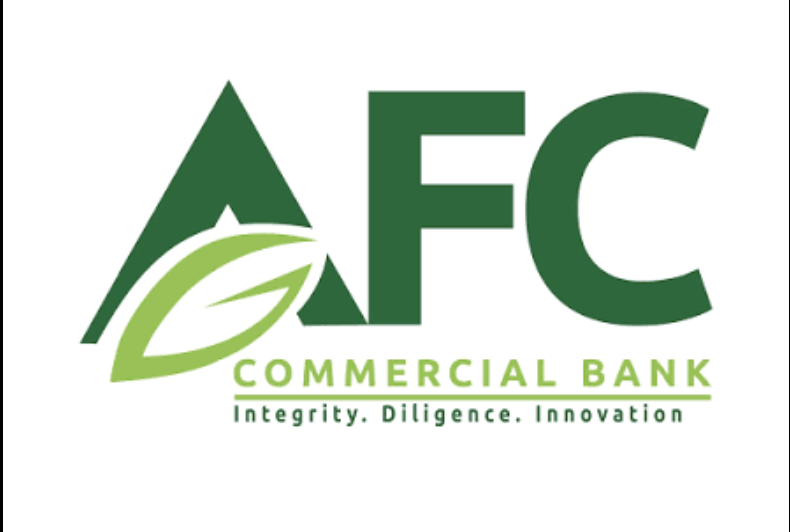 AFC
COMMERCIAL BANK
Integrity. Diligence. Innovation